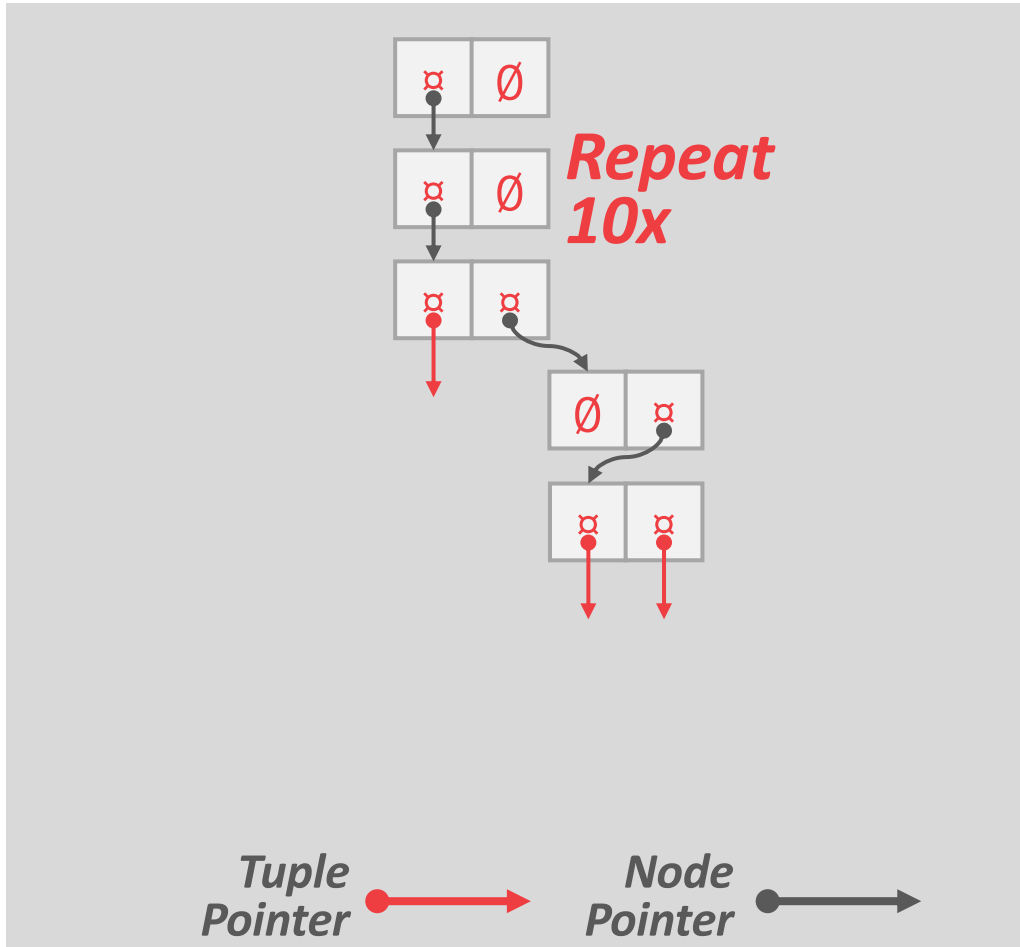 ¤ Ø
¤ Ø
Repeat
10x
¤ ¤
Ø ¤
¤ ¤
Tuple
Pointer
Node
Pointer